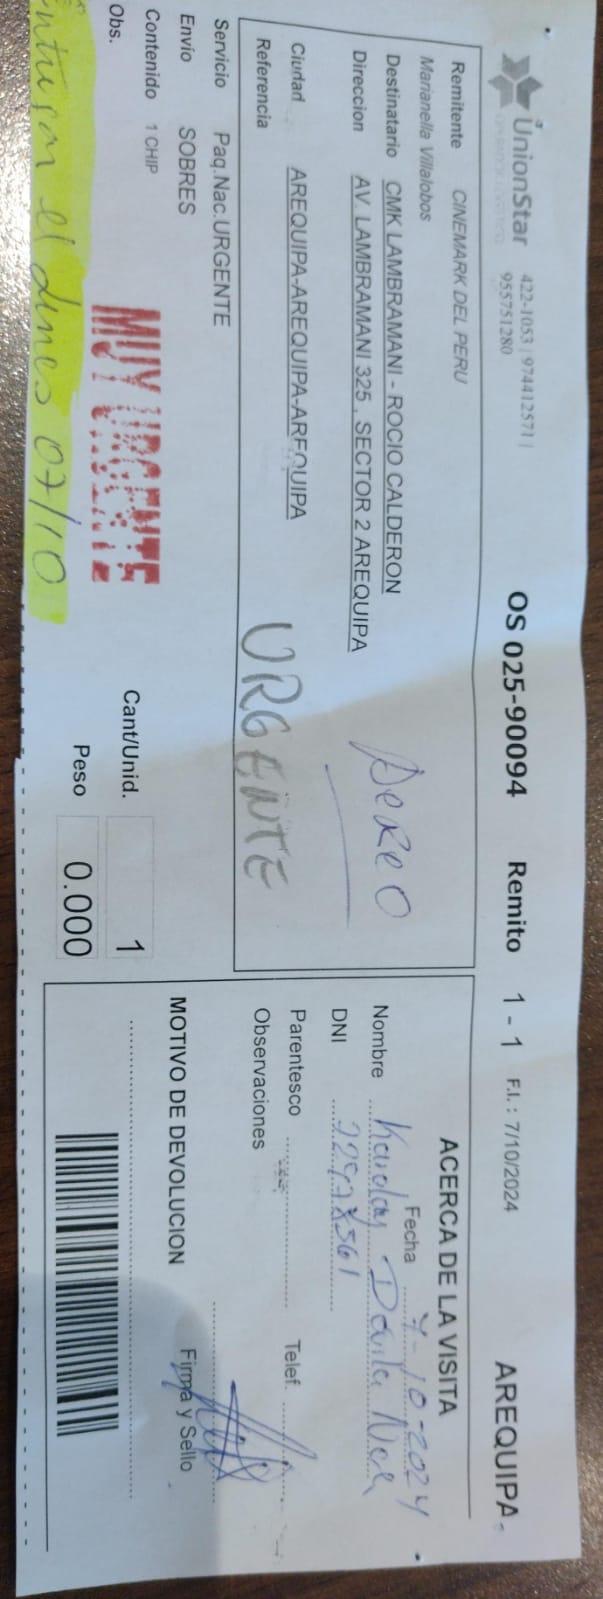 UnionStar
422-1053 | 974412571 |
955751280
OS 025-90094 Remito 1 - 1 F.I. : 7/10/2024 AREQUIPA
Remitente CINEMARK DEL PERU
Marianella Villalobos
Destinatario CMK LAMBRAMANI - ROCIO CALDERON
Direccion AV. LAMBRAMANI 325 , SECTOR 2 AREQUIPA
Ciudad AREQUIPA-AREQUIPA-AREQUIPA
Referencia
URGENTE
Servicio Paq.Nac.URGENTE
Envio SOBRES
Contenido 1 CHIP
Obs.
MUY URGENTE
el lunes 07/10
Cant/Unid. 1
Peso 0.000
ACERCA DE LA VISITA
Fecha 7-10-2024
Nombre Davila
DNI
Parentesco Telef.
Observaciones
MOTIVO DE DEVOLUCION Firma y Sello